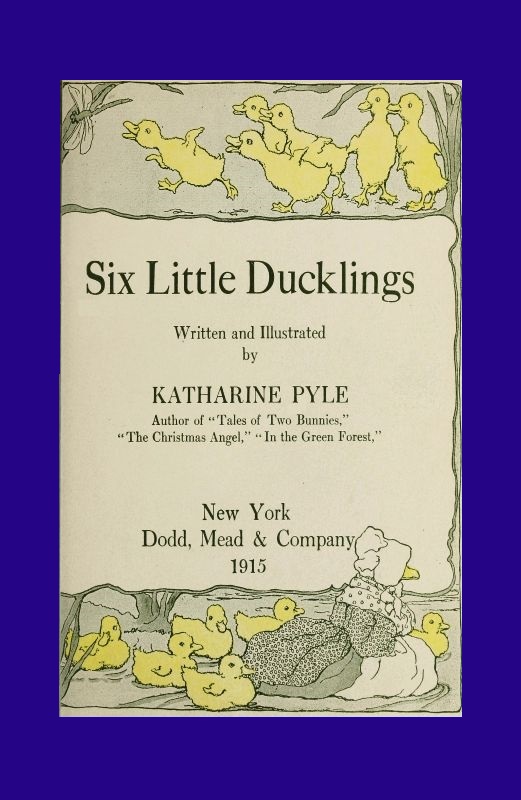 Six Little Ducklings
Written and Illustrated
by
KATHARINE PYLE
Author of "Tales of Two Bunnies,"
"The Christmas Angel," "In the Green Forest,"
New York
Dodd, Mead & Company
1915